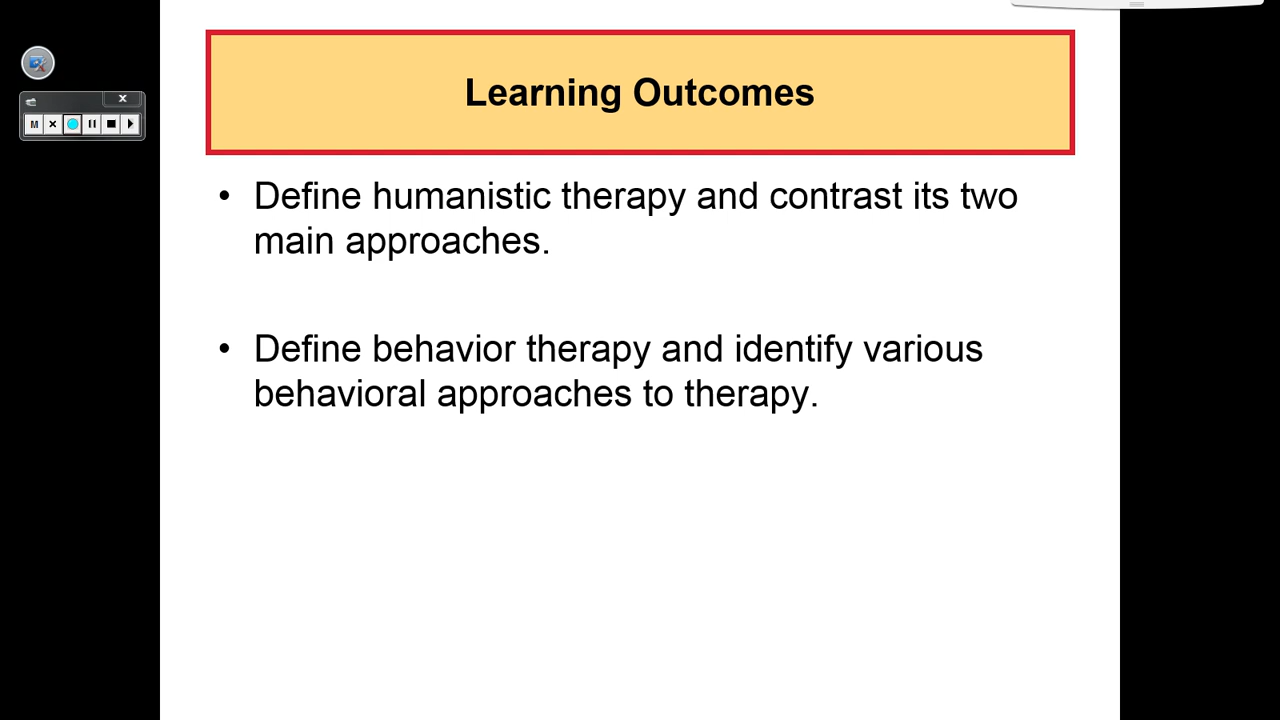 Learning Outcomes
x
M
• Define humanistic therapy and contrast its two
main approaches.
• Define behavior therapy and identify various
behavioral approaches to therapy.